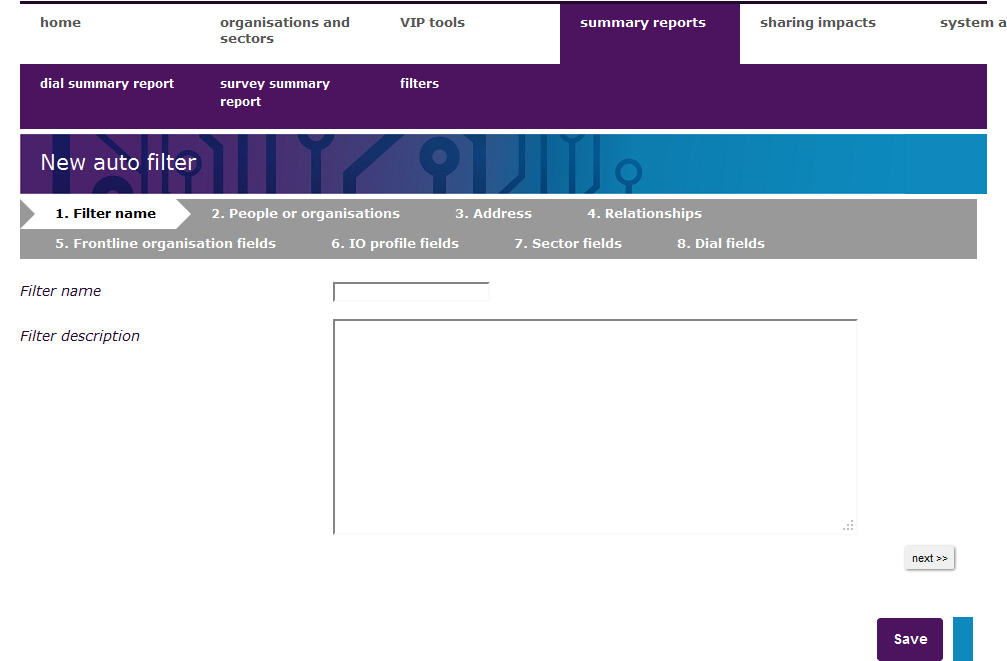 home
organisations and
sectors
VIP tools
summary reports
sharing impacts
system a
dial summary report
survey summary
report
filters
New auto filter
1. Filter name
2. People or organisations
3. Address
4. Relationships
5. Frontline organisation fields
6. IO profile fields
7. Sector fields
8. Dial fields
Filter name
Filter description
next >>
Save